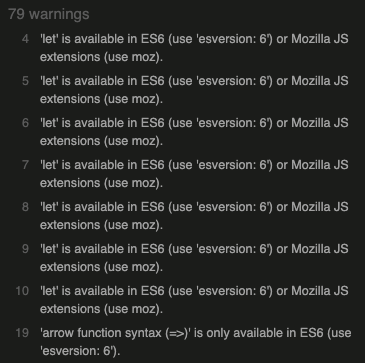 79 warnings
4 'let' is available in ES6 (use 'esversion: 6') or Mozilla JS
extensions (use moz).
5 'let' is available in ES6 (use 'esversion: 6') or Mozilla JS
extensions (use moz).
6 'let' is available in ES6 (use 'esversion: 6') or Mozilla JS
extensions (use moz).
7 'let' is available in ES6 (use 'esversion: 6') or Mozilla JS
extensions (use moz).
8 'let' is available in ES6 (use 'esversion: 6') or Mozilla JS
extensions (use moz).
9 'let' is available in ES6 (use 'esversion: 6') or Mozilla JS
extensions (use moz).
10 'let' is available in ES6 (use 'esversion: 6') or Mozilla JS
extensions (use moz).
19 'arrow function syntax (=>)' is only available in ES6 (use
'esversion: 6').